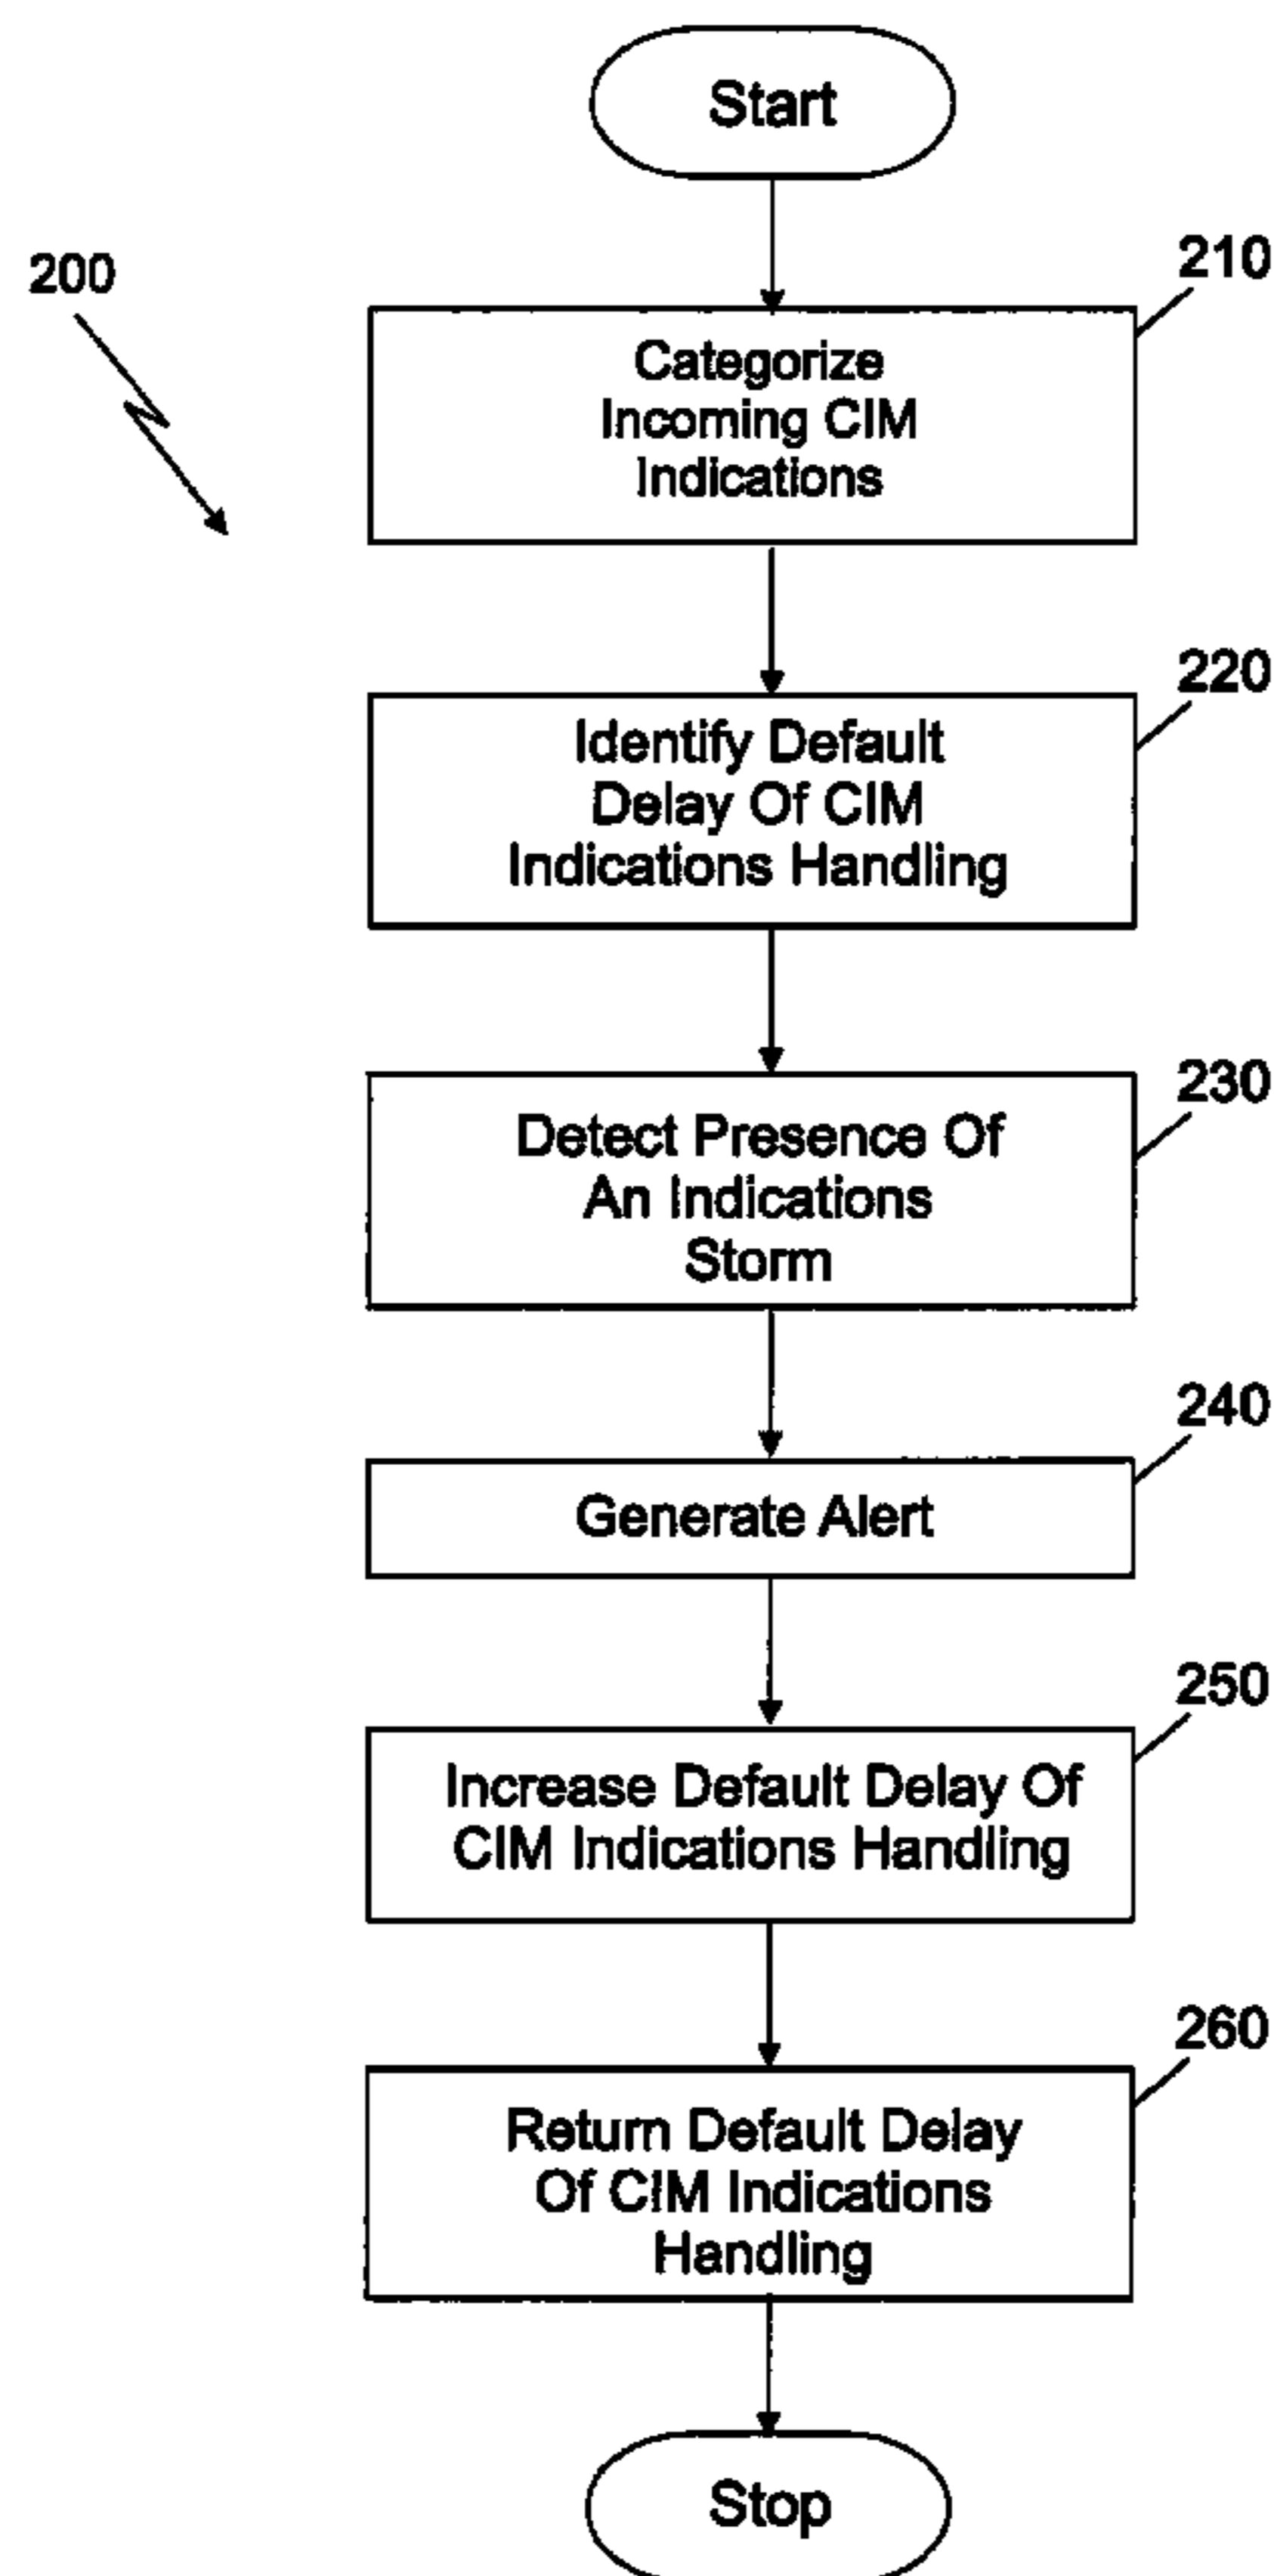 Start
200
210
Categorize
Incoming CIM
Indications
220
Identify Default
Delay Of CIM
Indications Handling
230
Detect Presence Of
An Indications
Storm
240
Generate Alert
250
Increase Default Delay Of
CIM Indications Handling
260
Return Default Delay
Of CIM Indications
Handling
Stop